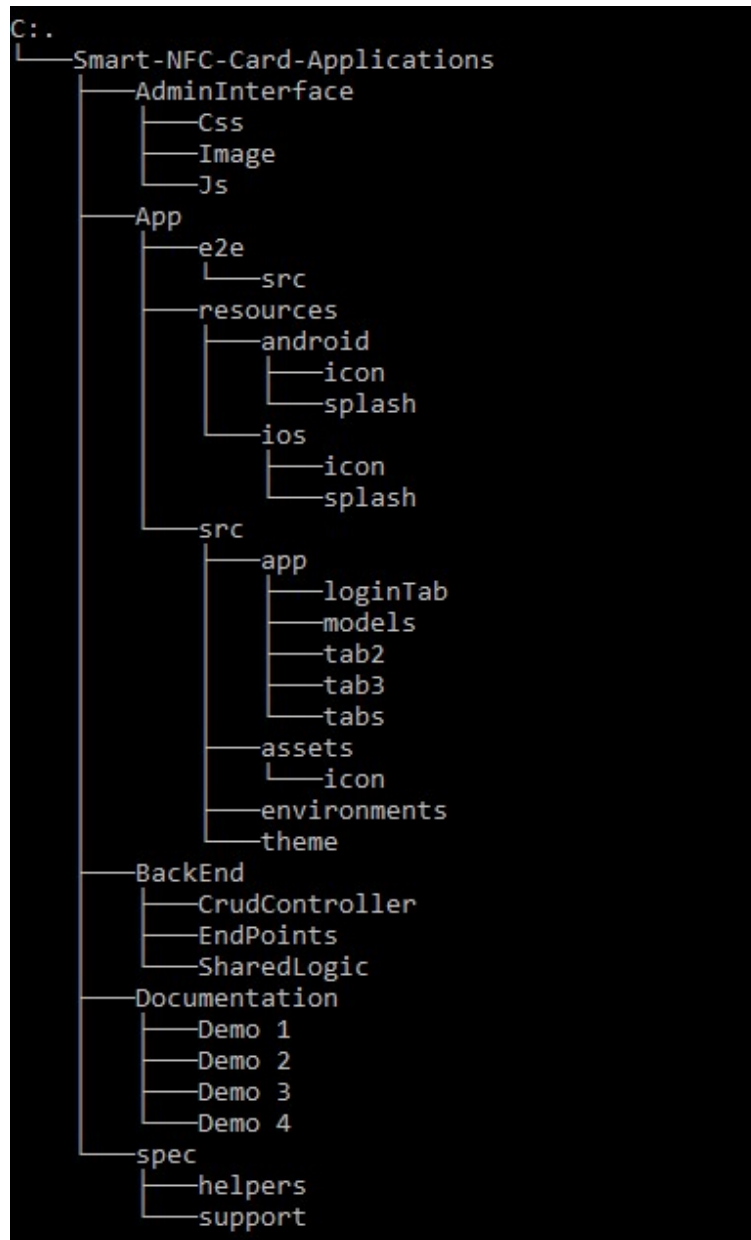 C:.
└───Smart-NFC-Card-Applications
    ├───AdminInterface
    │   ├───Css
    │   ├───Image
    │   └───Js
    ├───App
    │   ├───e2e
    │   │   └───src
    │   ├───resources
    │   │   ├───android
    │   │   │   ├───icon
    │   │   │   └───splash
    │   │   └───ios
    │   │       ├───icon
    │   │       └───splash
    │   └───src
    │       ├───app
    │       │   ├───loginTab
    │       │   ├───models
    │       │   ├───tab2
    │       │   ├───tab3
    │       │   └───tabs
    │       ├───assets
    │       │   └───icon
    │       ├───environments
    │       └───theme
    ├───BackEnd
    │   ├───CrudController
    │   ├───EndPoints
    │   └───SharedLogic
    ├───Documentation
    │   ├───Demo 1
    │   ├───Demo 2
    │   ├───Demo 3
    │   └───Demo 4
    └───spec
        ├───helpers
        └───support